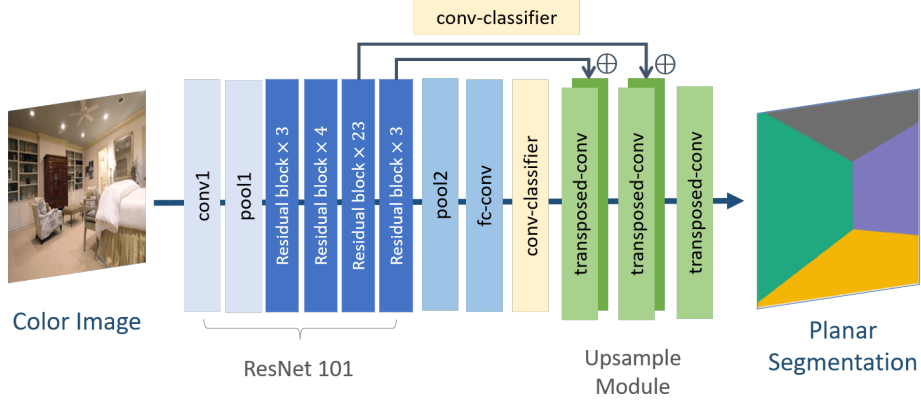 conv-classifier
conv1
pool1
Residual block × 3
Residual block × 4
Residual block × 23
Residual block × 3
pool2
fc-conv
conv-classifier
transposed-conv
transposed-conv
transposed-conv
Color Image
ResNet 101
Upsample
Module
Planar
Segmentation